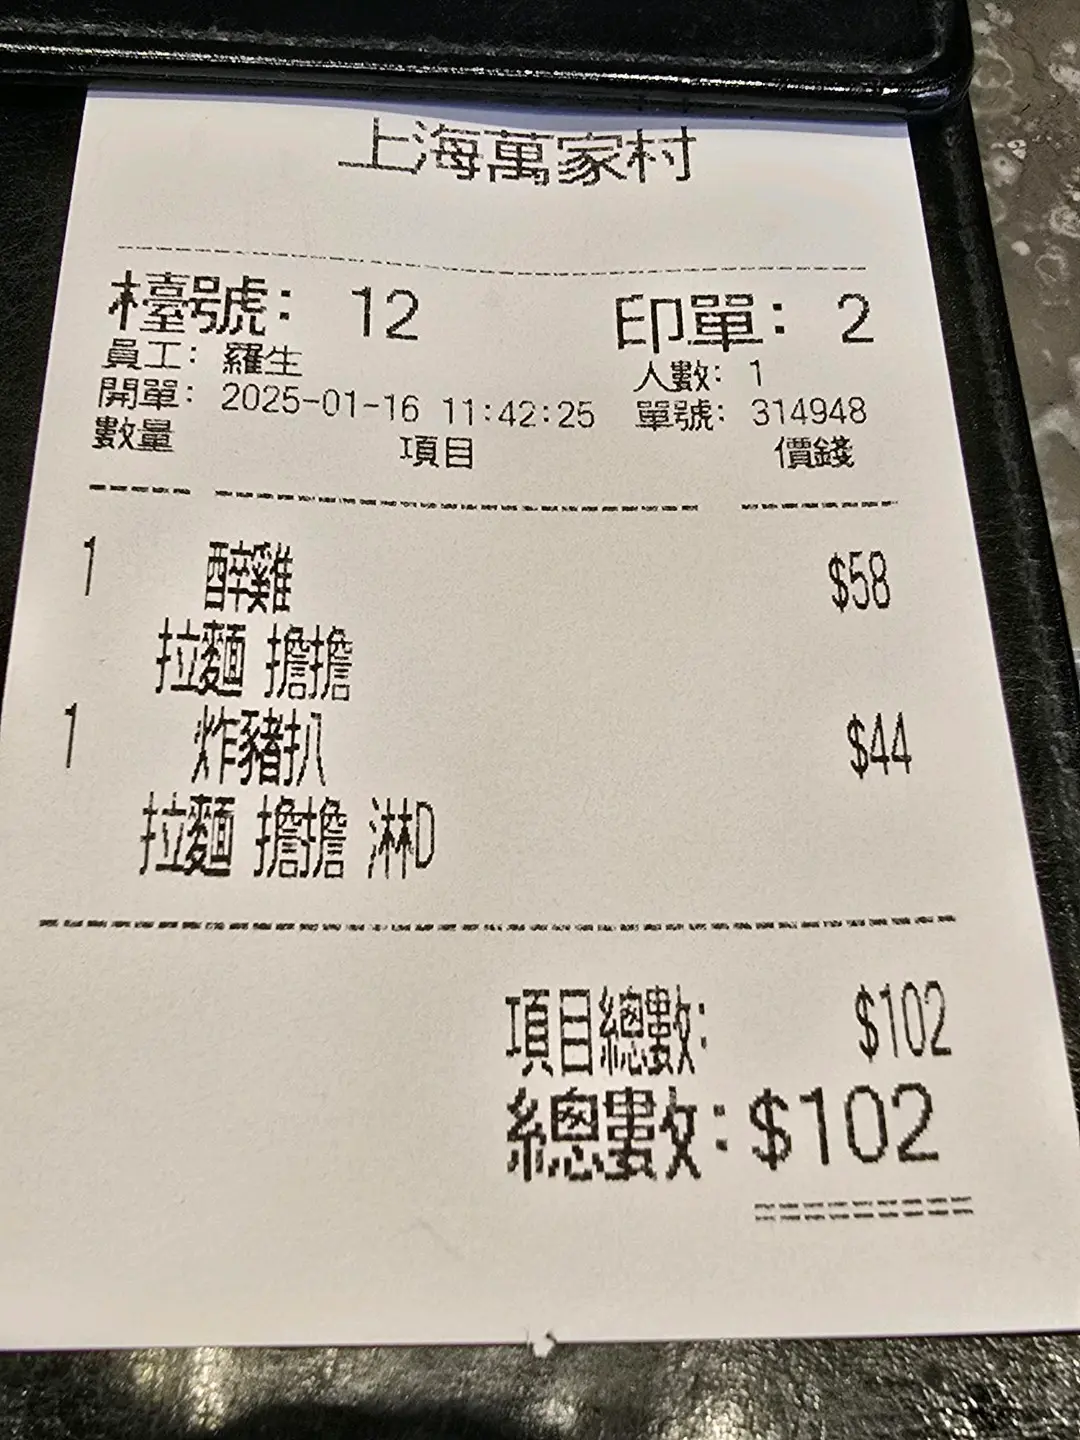 上海萬家村
檯號: 12 印單: 2
員工: 羅生 人數: 1
開單: 2025-01-16 11:42:25 單號: 314948
數量 項目 價錢
1 醉雞 $58
拉麵 擔擔
1 炸豬扒 $44
拉麵 擔擔 淋D
項目總數: $102
總數: $102